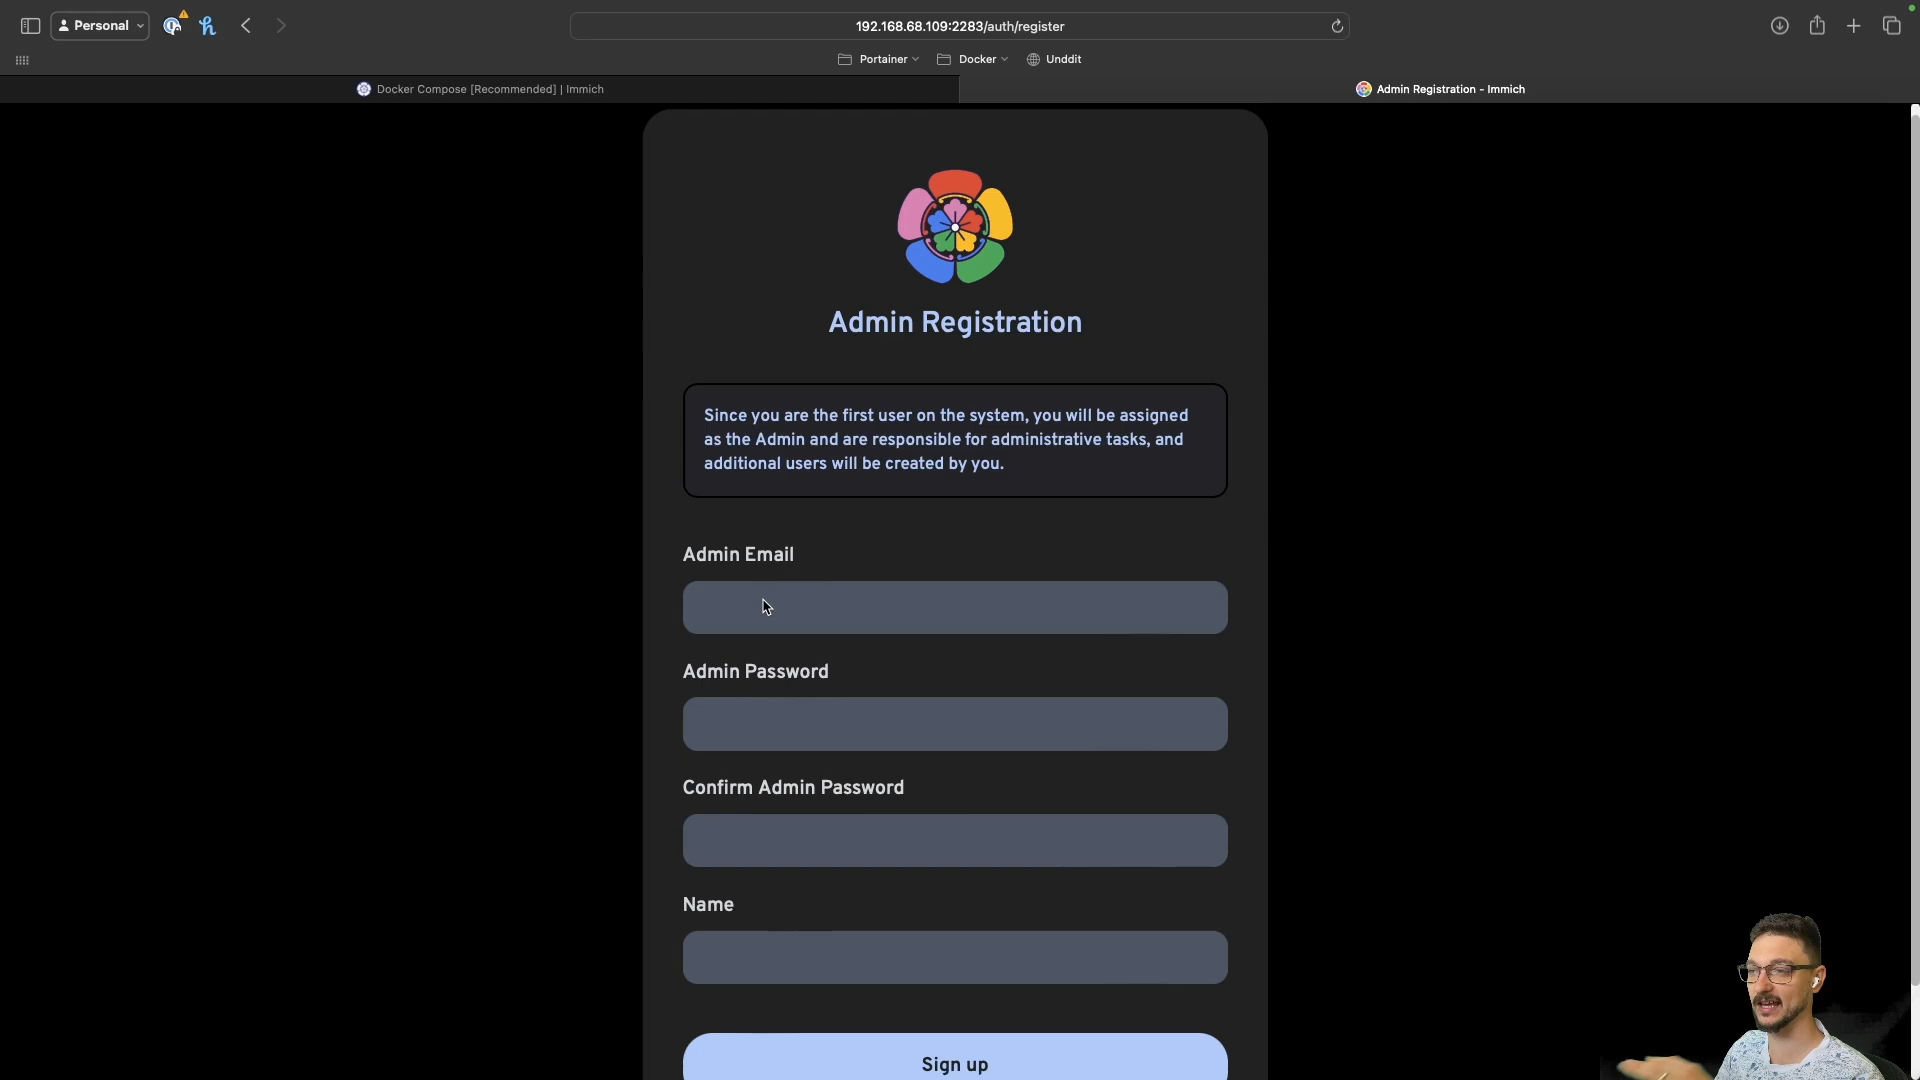 Personal
192.168.68.109:2283/auth/register
Portainer
Docker
Unddit
Docker Compose [Recommended] | Immich
Admin Registration - Immich
Admin Registration
Since you are the first user on the system, you will be assigned
as the Admin and are responsible for administrative tasks, and
additional users will be created by you.
Admin Email
Admin Password
Confirm Admin Password
Name
Sign up